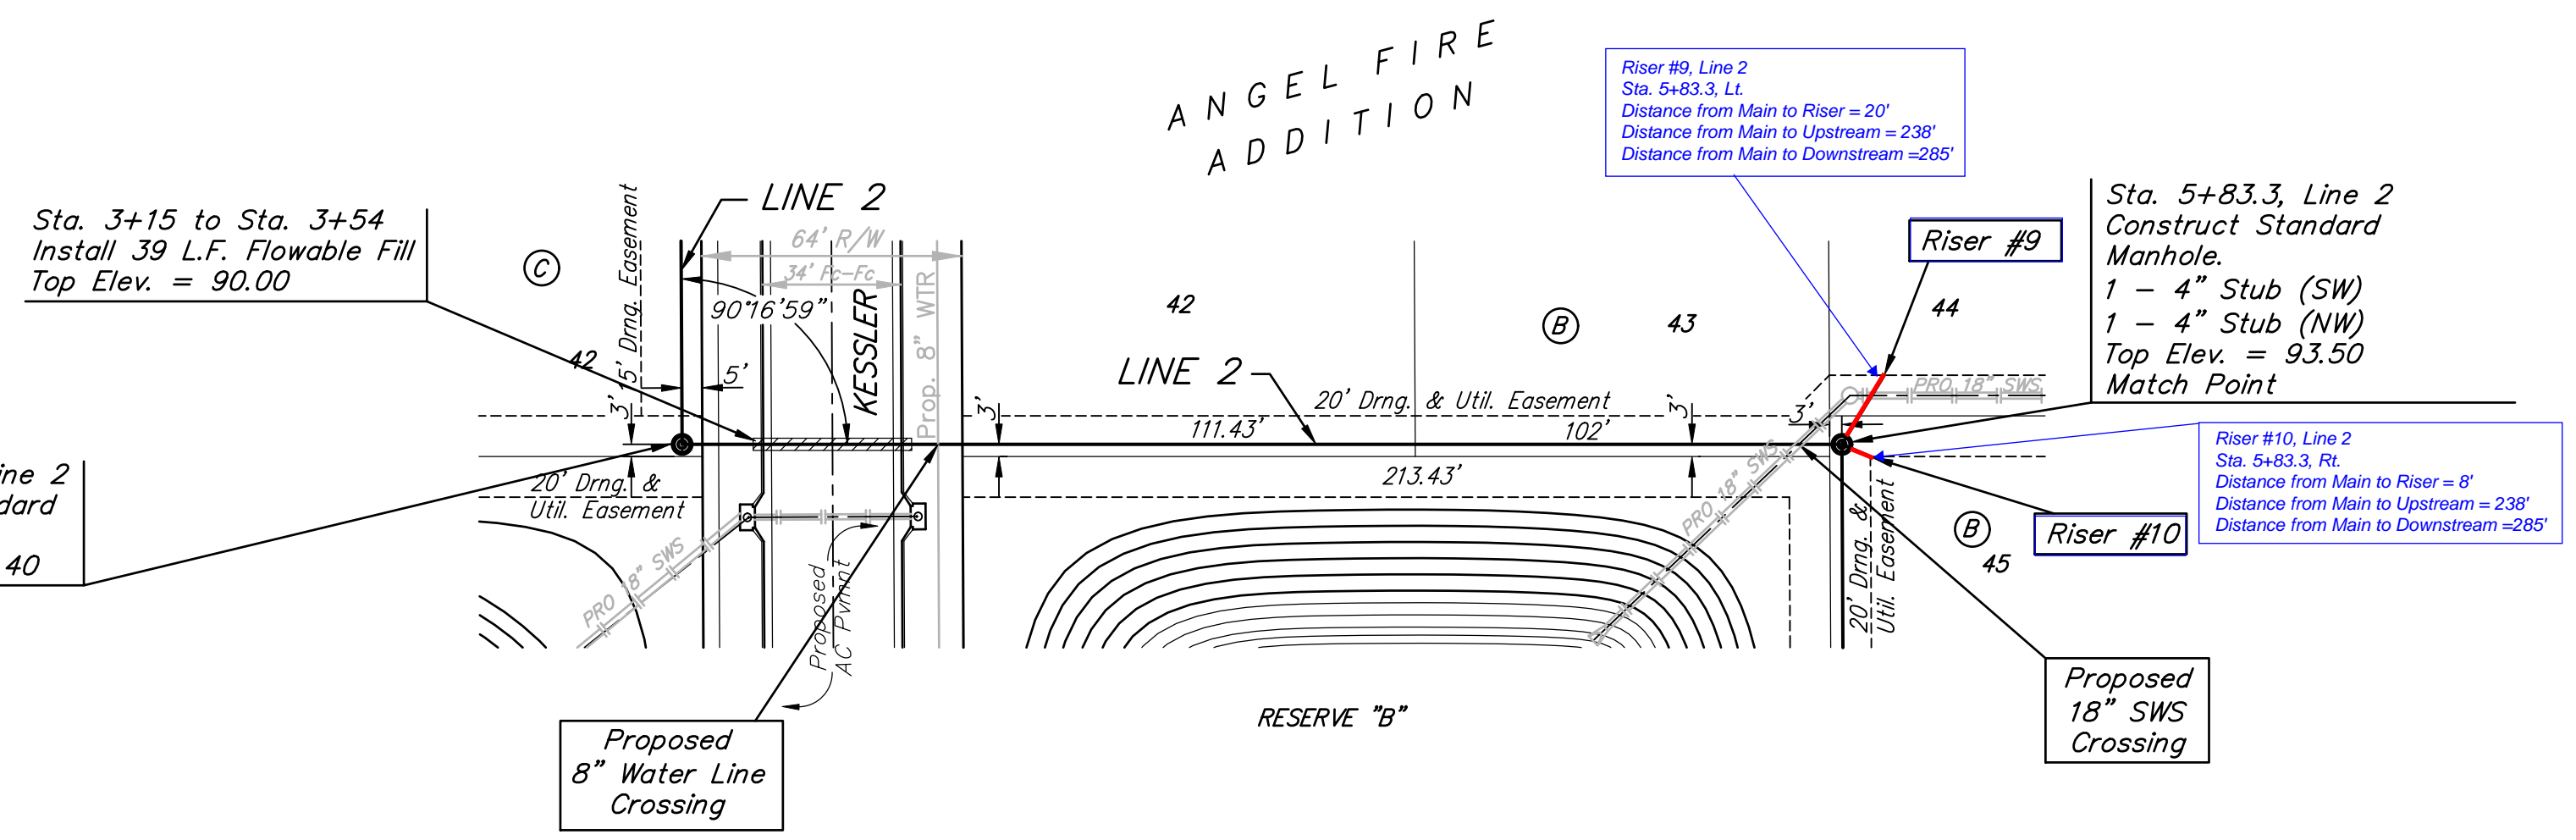 ANGEL FIRE
ADDITION
Riser #9, Line 2
Sta. 5+83.3, Lt.
Distance from Main to Riser = 20'
Distance from Main to Upstream = 238'
Distance from Main to Downstream =285'
Sta. 3+15 to Sta. 3+54
Install 39 L.F. Flowable Fill
Top Elev. = 90.00
C
15' Drng. Easement
LINE 2
64' R/W
34' Fc-Fc
90°16'59"
KESSLER
Prop. 8" WTR
42
5'
3'
42
B
43
LINE 2
20' Drng. & Util. Easement
3'
3'
3'
111.43'
102'
213.43'
Riser #9
44
PRO 18" SWS
Sta. 5+83.3, Line 2
Construct Standard
Manhole.
1 - 4" Stub (SW)
1 - 4" Stub (NW)
Top Elev. = 93.50
Match Point
Riser #10, Line 2
Sta. 5+83.3, Rt.
Distance from Main to Riser = 8'
Distance from Main to Upstream = 238'
Distance from Main to Downstream =285'
Riser #10
B
45
20' Drng. &
Util. Easement
PRO 18" SWS
ine 2
dard
40
20' Drng. &
Util. Easement
PRO 18" SWS
Proposed
AC Pvmnt
RESERVE "B"
Proposed
8" Water Line
Crossing
Proposed
18" SWS
Crossing